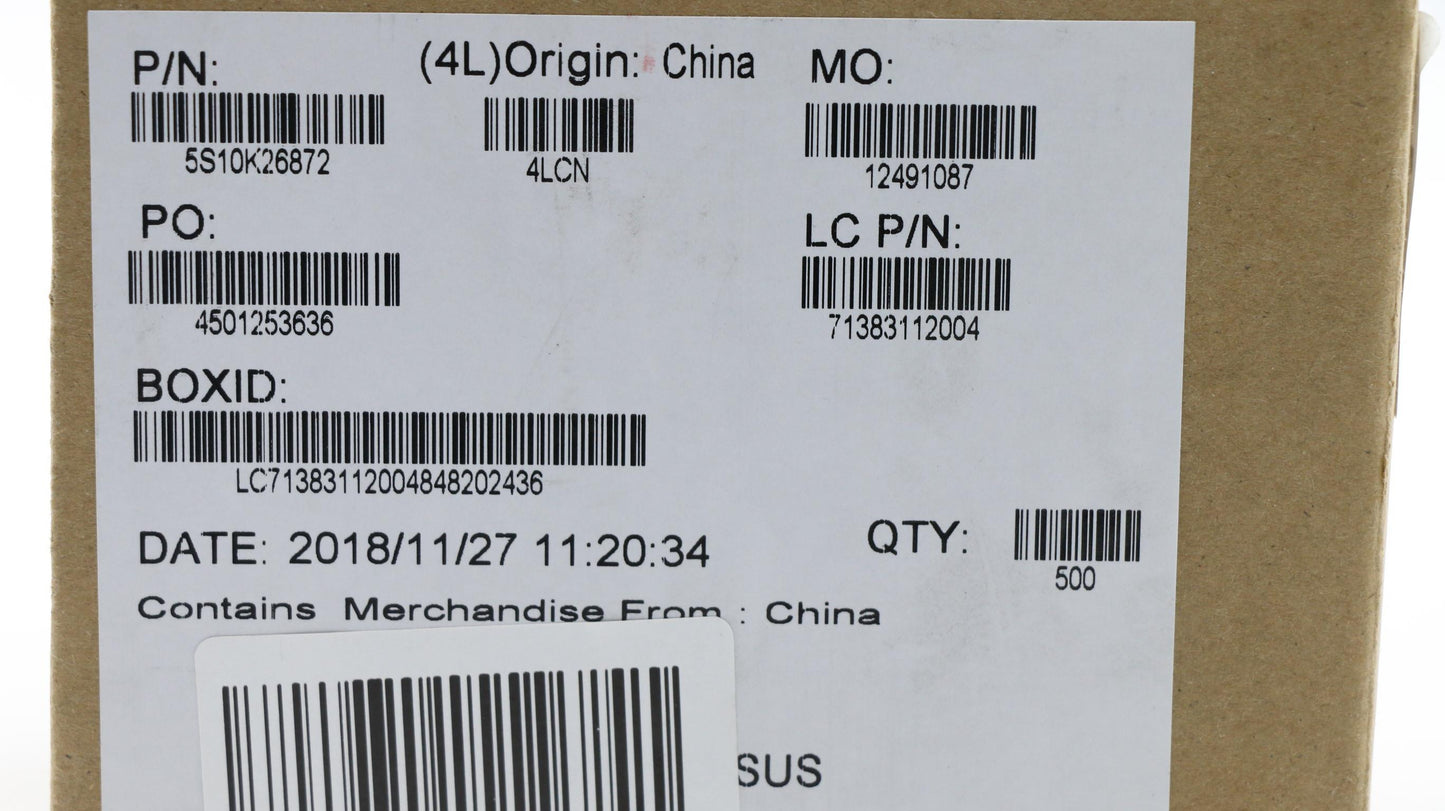 P/N:
5S10K26872
(4L)Origin: China
4LCN
MO:
12491087
PO:
4501253636
LC P/N:
71383112004
BOXID:
LC71383112004848202436
DATE: 2018/11/27 11:20:34
QTY:
500
Contains Merchandise From : China
SUS